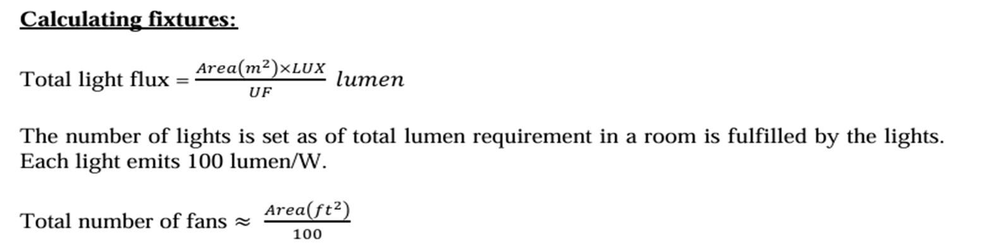 Calculating fixtures:
Total light flux = \frac{Area(m^2)×LUX}{UF} lumen
The number of lights is set as of total lumen requirement in a room is fulfilled by the lights.
Each light emits 100 lumen/W.
Total number of fans ≈ \frac{Area(ft^2)}{100}